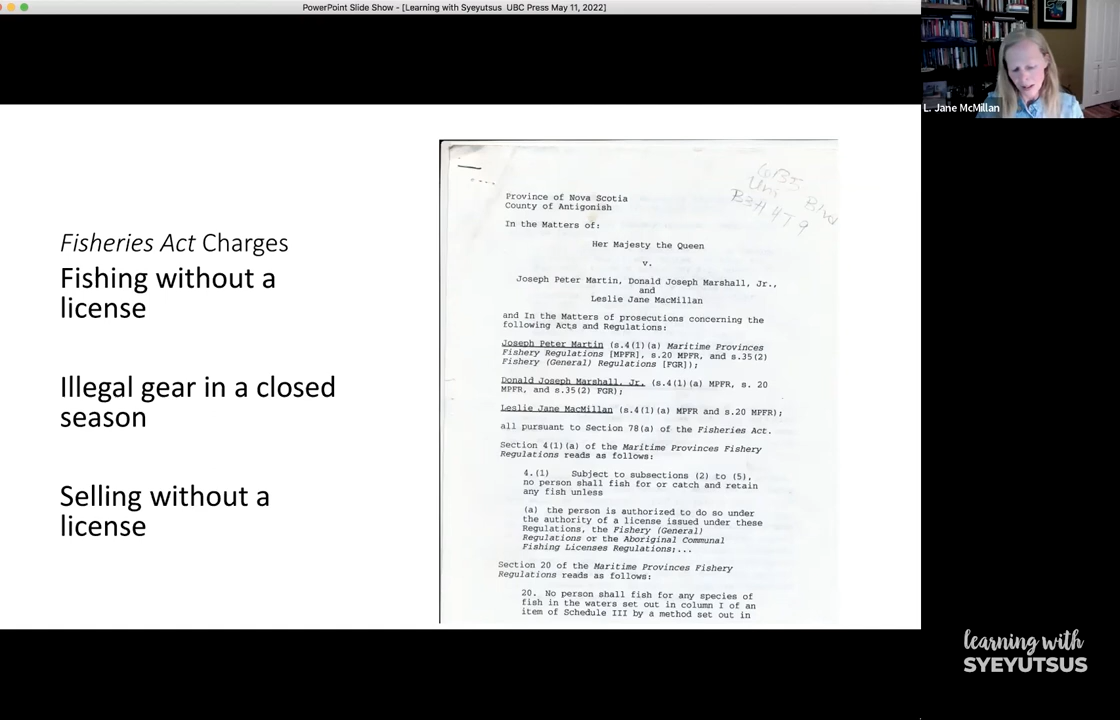 PowerPoint Slide Show - [Learning with Syeyutsus UBC Press May 11, 2022]
L. Jane McMillan
Fisheries Act Charges
Fishing without a
license
Illegal gear in a closed
season
Selling without a
license
B3H 4T9
Province of Nova Scotia
County of Antigonish
In the Matters of:
Her Majesty the Queen
v.
Joseph Peter Martin, Donald Joseph Marshall, Jr.,
and
Leslie Jane MacMillan
and In the Matters of prosecutions concerning the
following Acts and Regulations:
Joseph Peter Martin (s.4(1)(a) Maritime Provinces
Fishery Regulations [MPFR], s.20 MPFR, and s.35(2)
Fishery (General) Regulations [FGR]);
Donald Joseph Marshall, Jr. (s.4(1)(a) MPFR, s. 20
MPFR, and s.35(2) FGR);
Leslie Jane MacMillan (s.4(1)(a) MPFR and s.20 MPFR);
all pursuant to Section 78(a) of the Fisheries Act.
Section 4(1)(a) of the Maritime Provinces Fishery
Regulations reads as follows:
4.(1) Subject to subsections (2) to (5),
no person shall fish for or catch and retain
any fish unless
(a) the person is authorized to do so under
the authority of a license issued under these
Regulations, the Fishery (General)
Regulations or the Aboriginal Communal
Fishing Licenses Regulations;...
Section 20 of the Maritime Provinces Fishery
Regulations reads as follows:
20. No person shall fish for any species of
fish in the waters set out in column I of an
item of Schedule III by a method set out in
learning with
SYEYUTSUS